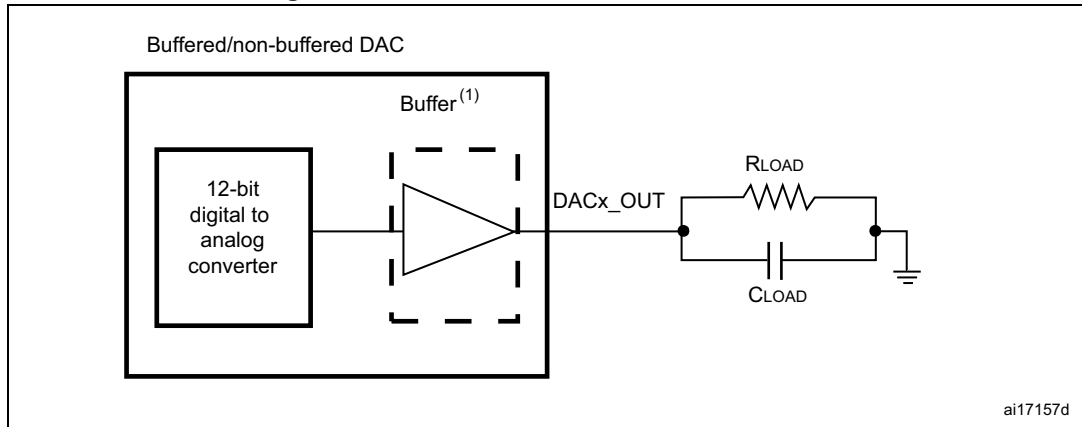 Buffered/non-buffered DAC
Buffer(1)
12-bit
digital to
analog
converter
DACx_OUT
RLOAD
CLOAD
ai17157d